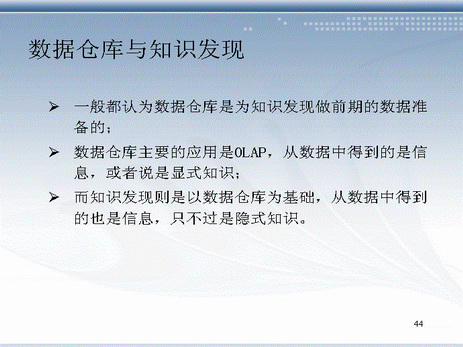 数据仓库与知识发现
➢ 一般都认为数据仓库是为知识发现做前期的数据准
备的;
➢ 数据仓库主要的应用是OLAP，从数据中得到的是信
息，或者说是显式知识;
➢ 而知识发现则是以数据仓库为基础，从数据中得到
的也是信息，只不过是隐式知识。
44